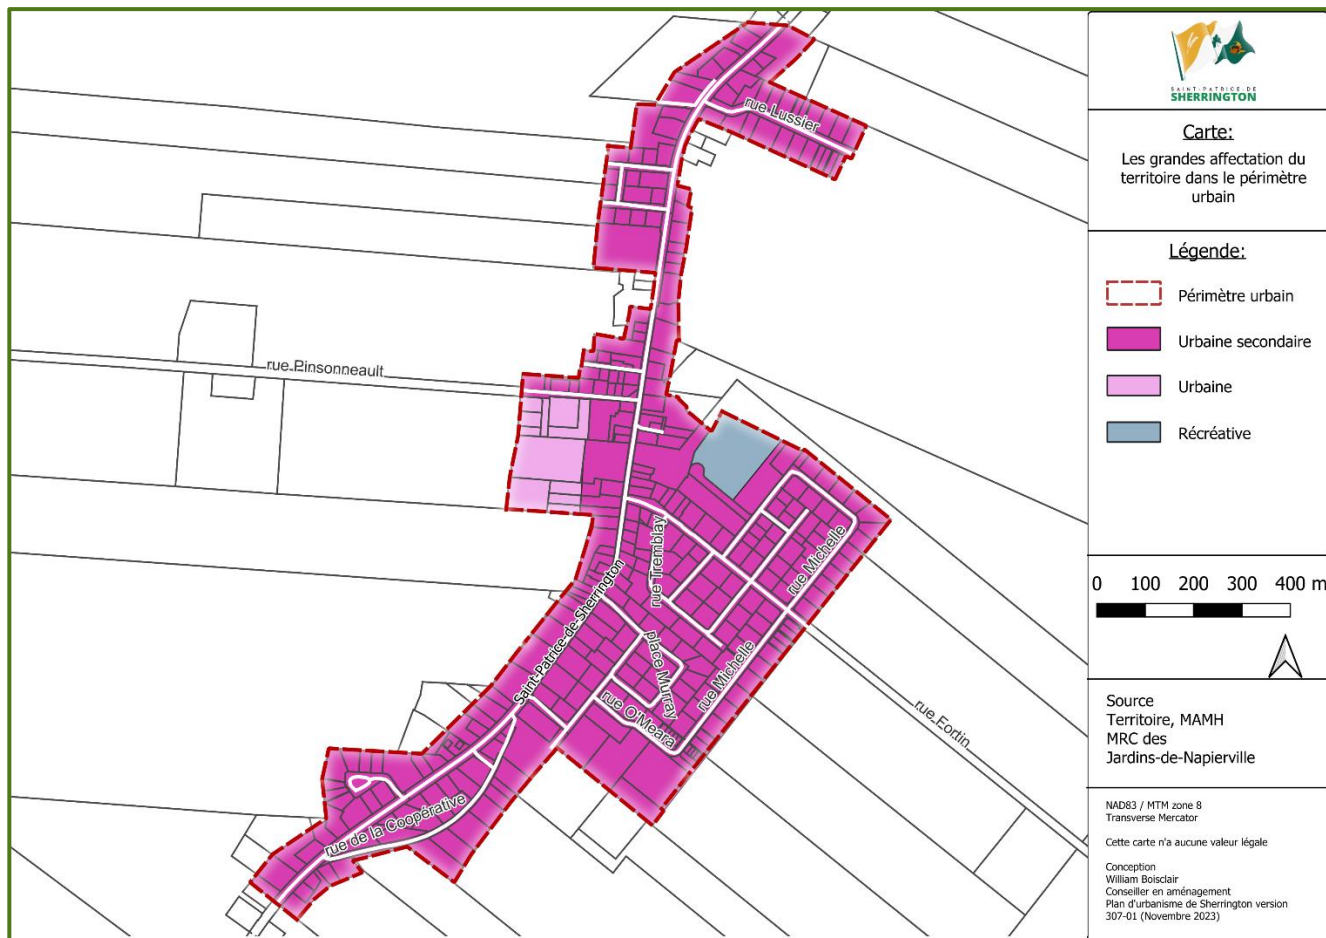 rue Lussier
rue Pinsonneault
rue Tremblay
rue Michelle
Saint-Patrice-de-Sherrington
place Murray
rue Michelle
rue O'Meara
rue Fortin
rue de la Coopérative
SAINT-PATRICE-DE
SHERRINGTON
Carte:
Les grandes affectation du
territoire dans le périmètre
urbain
Légende:
Périmètre urbain
Urbaine secondaire
Urbaine
Récréative
0 100 200 300 400 m
Source
Territoire, MAMH
MRC des
Jardins-de-Napierville
NAD83 / MTM zone 8
Transverse Mercator
Cette carte n'a aucune valeur légale
Conception
William Boisclair
Conseiller en aménagement
Plan d'urbanisme de Sherrington version
307-01 (Novembre 2023)